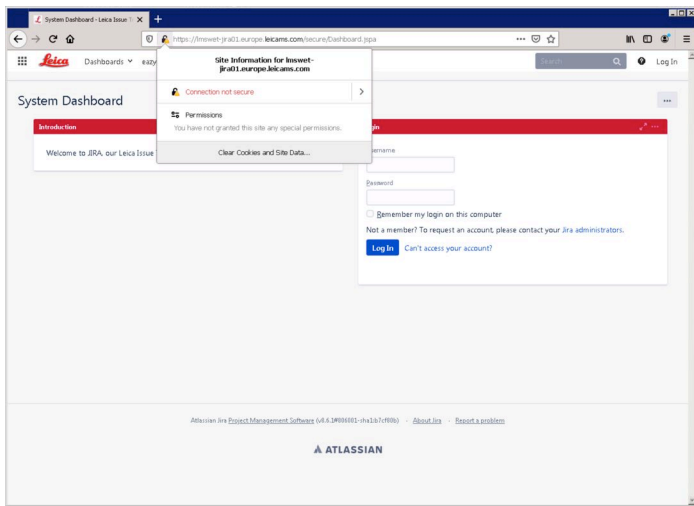 System Dashboard - Leica Issue T
https://lmswet-jira01.europe.leicams.com/secure/Dashboard.jspa
Leica
Dashboards
eazy
Site Information for lmswet-
jira01.europe.leicams.com
Connection not secure
Permissions
You have not granted this site any special permissions.
Clear Cookies and Site Data...
Search
Log In
System Dashboard
Introduction
Welcome to JIRA, our Leica Issue
gin
ername
Password
Remember my login on this computer
Not a member? To request an account, please contact your Jira administrators.
Log In
Can't access your account?
Atlassian Jira Project Management Software
About Jira
Report a problem
ATLASSIAN